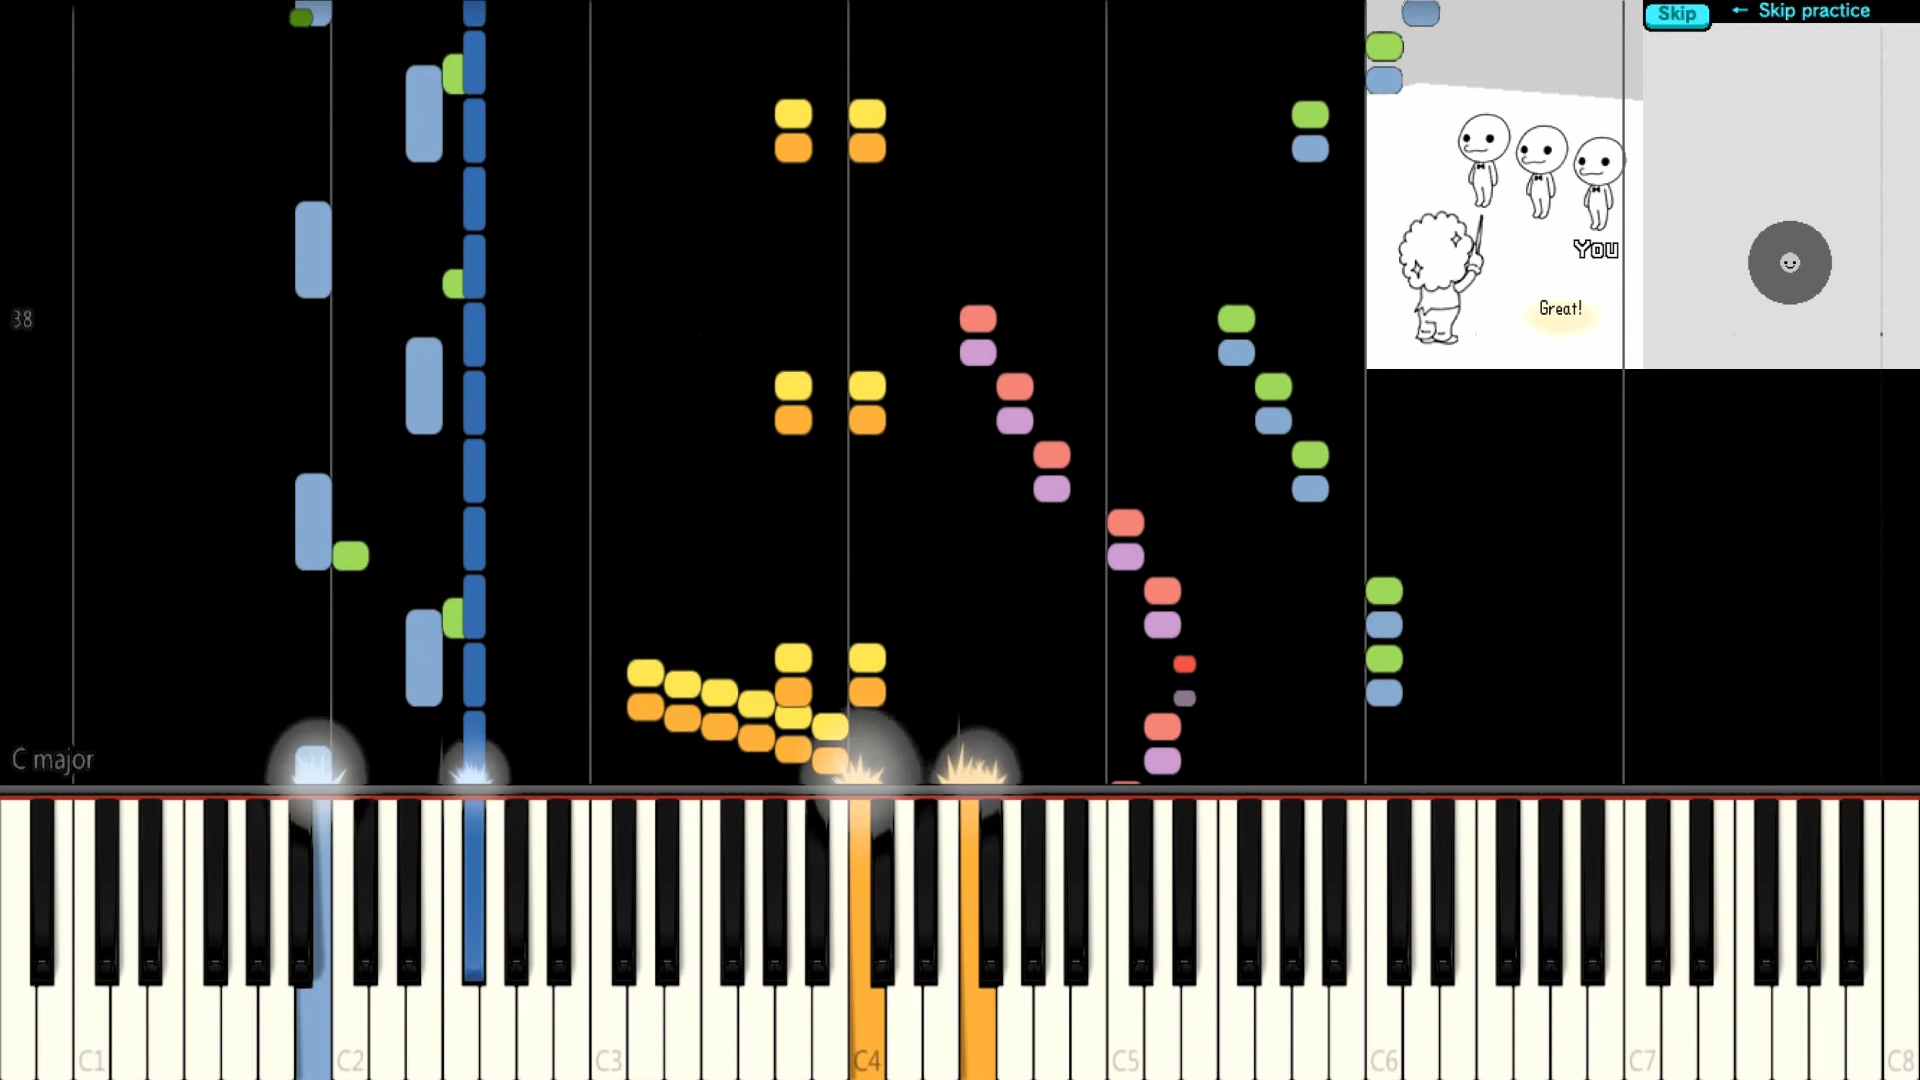 Skip ← Skip practice
You
Great!
38
C major
C1 C2 C3 C4 C5 C6 C7 C8